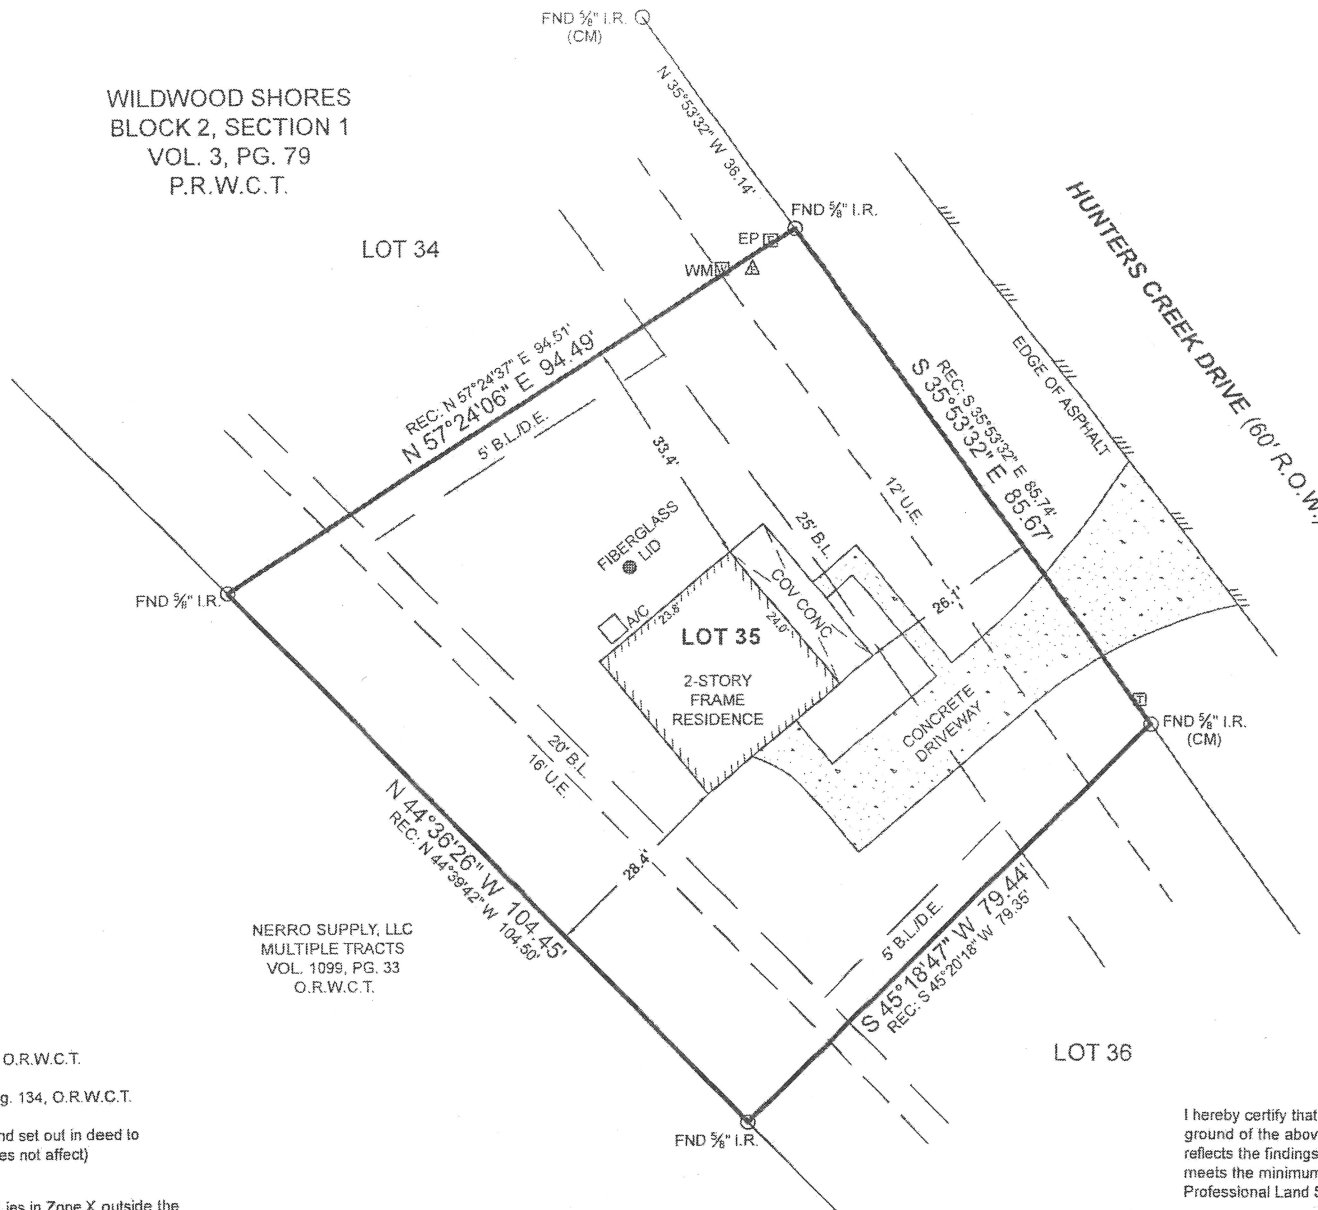 FND ⅝" I.R.
(CM)
WILDWOOD SHORES
BLOCK 2, SECTION 1
VOL. 3, PG. 79
P.R.W.C.T.
N 35°53'32" W 36.14'
LOT 34
FND ⅝" I.R.
EP E
WM W
HUNTERS CREEK DRIVE (60' R.O.W.)
EDGE OF ASPHALT
REC: N 57°24'37" E 94.51'
N 57°24'06" E 94.49'
5' B.L./D.E.
REC: S 35°53'32" E 85.74'
S 35°53'32" E 85.67'
33.4'
12' U.E.
25' B.L.
FIBERGLASS
LID
COV CONC
26.1'
A/C
23.8'
24.0'
LOT 35
2-STORY
FRAME
RESIDENCE
FND ⅝" I.R.
CONCRETE
DRIVEWAY
T
FND ⅝" I.R.
(CM)
20' B.L.
16' U.E.
N 44°36'26" W 104.45'
REC: N 44°39'42" W 104.50'
28.4'
5' B.L./D.E.
S 45°18'47" W 79.44'
REC: S 45°20'18" W 79.35'
NERRO SUPPLY, LLC
MULTIPLE TRACTS
VOL. 1099, PG. 33
O.R.W.C.T.
LOT 36
FND ⅝" I.R.
O.R.W.C.T.
g. 134, O.R.W.C.T.
nd set out in deed to
es not affect)
ies in Zone X outside the
I hereby certify that
ground of the abov
reflects the findings
meets the minimum
Professional Land S